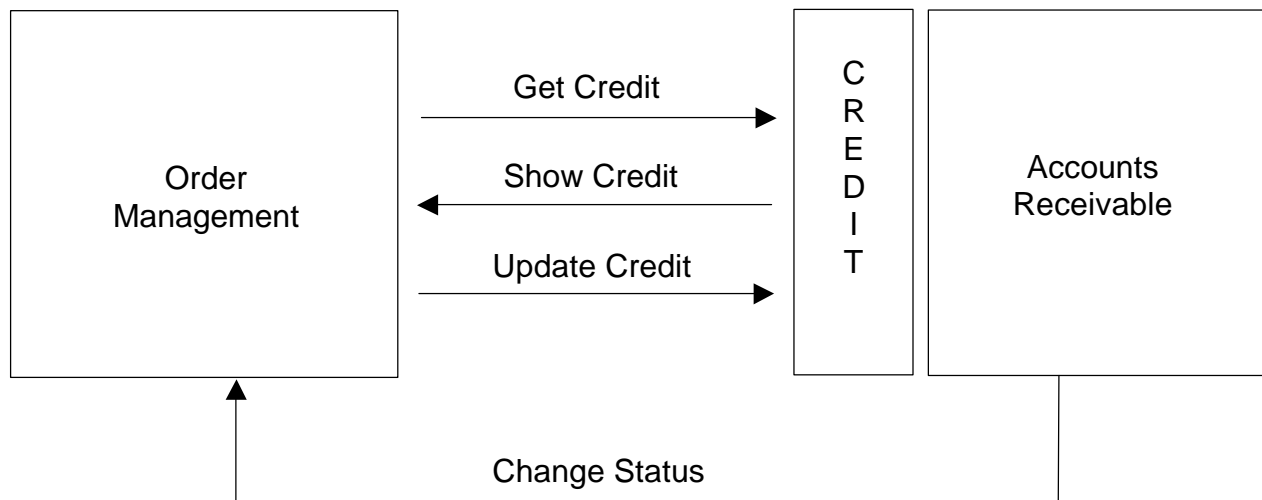 Order
Management
Get Credit
Show Credit
Update Credit
C
R
E
D
I
T
Accounts
Receivable
Change Status